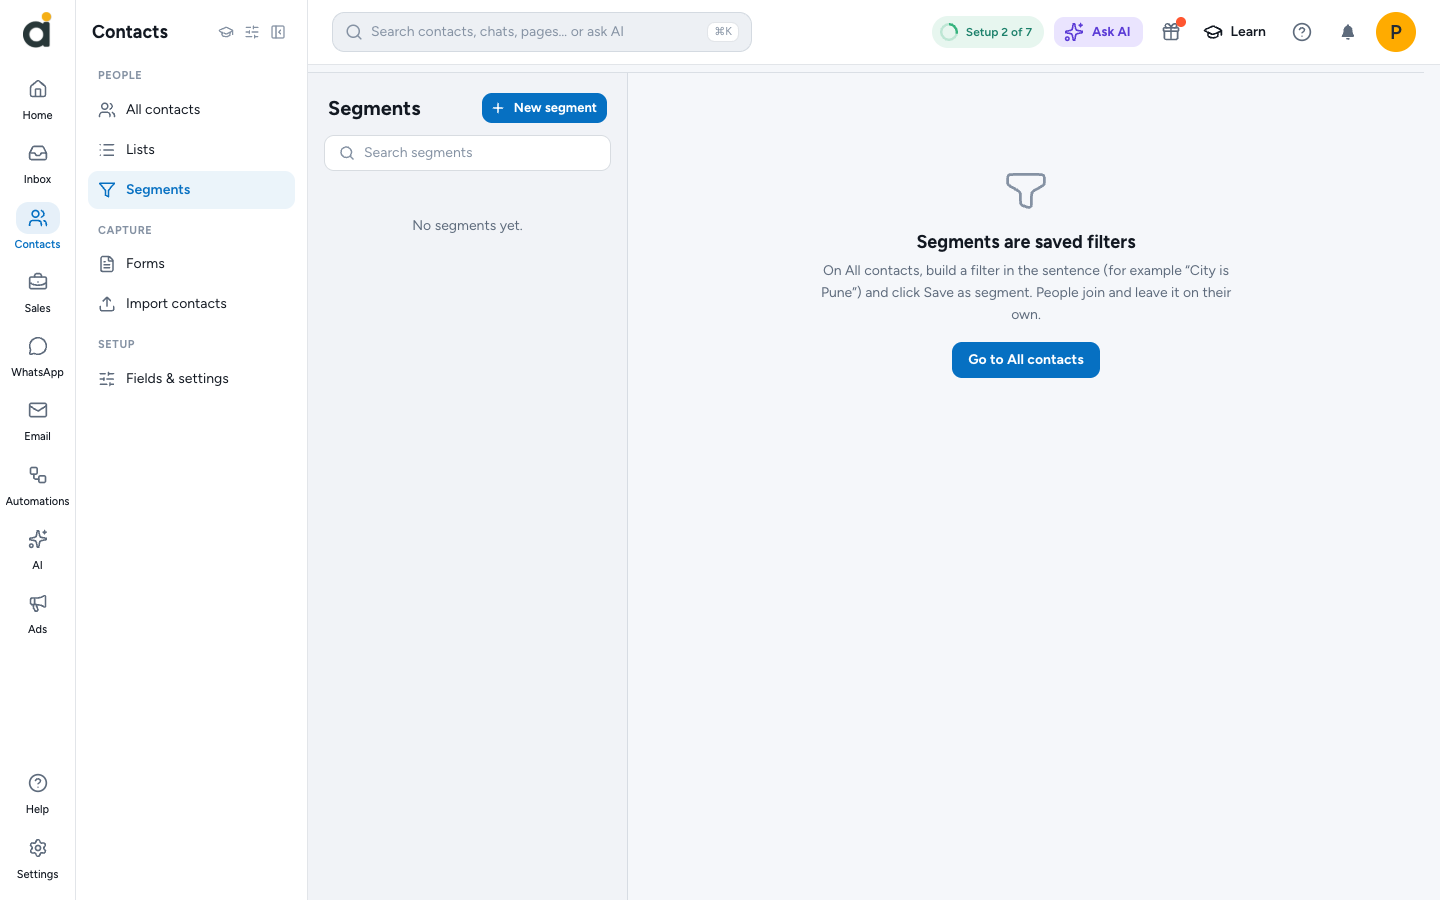 Home
Inbox
Contacts
Sales
WhatsApp
Email
Automations
AI
Ads
Help
Settings
Contacts
PEOPLE
All contacts
Lists
Segments
CAPTURE
Forms
Import contacts
SETUP
Fields & settings
Search contacts, chats, pages... or ask AI
⌘K
Setup 2 of 7
Ask AI
Learn
P
Segments
New segment
Search segments
No segments yet.
Segments are saved filters
On All contacts, build a filter in the sentence (for example “City is
Pune”) and click Save as segment. People join and leave it on their
own.
Go to All contacts